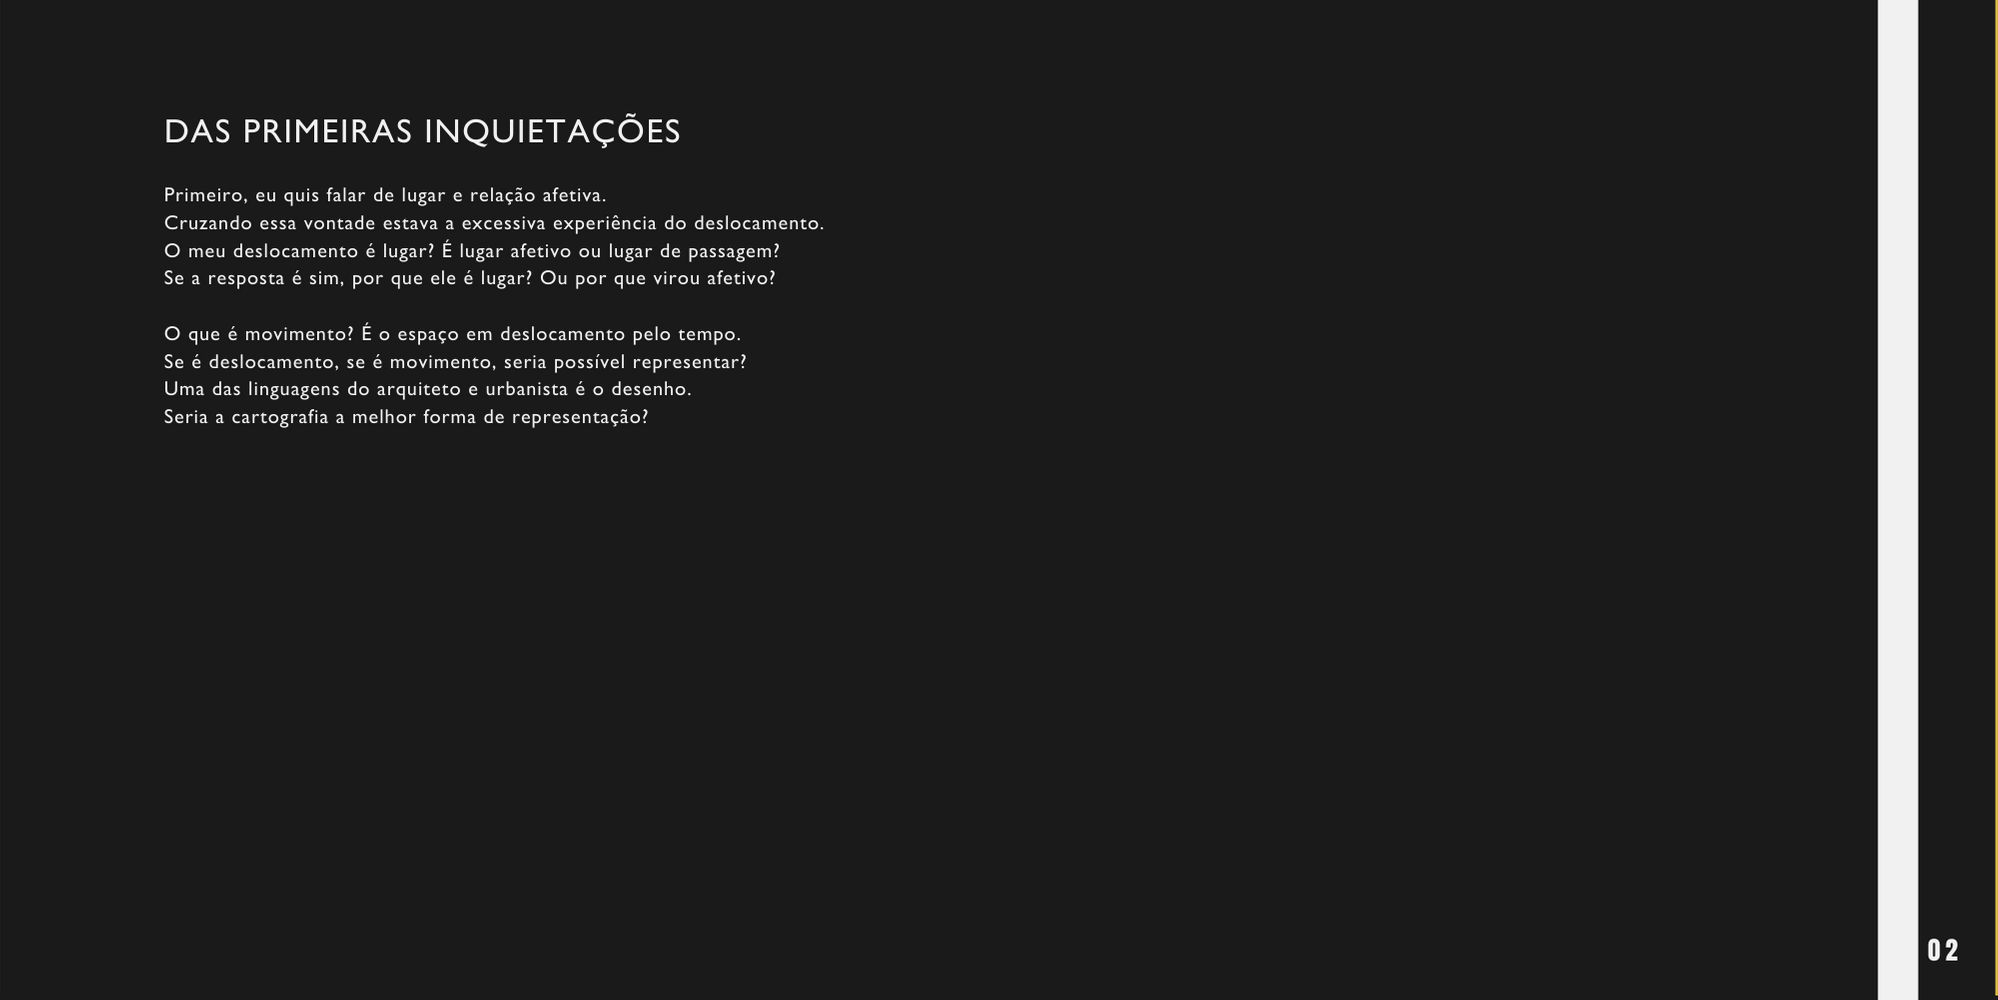 DAS PRIMEIRAS INQUIETAÇÕES
Primeiro, eu quis falar de lugar e relação afetiva.
Cruzando essa vontade estava a excessiva experiência do deslocamento.
O meu deslocamento é lugar? É lugar afetivo ou lugar de passagem?
Se a resposta é sim, por que ele é lugar? Ou por que virou afetivo?
O que é movimento? É o espaço em deslocamento pelo tempo.
Se é deslocamento, se é movimento, seria possível representar?
Uma das linguagens do arquiteto e urbanista é o desenho.
Seria a cartografia a melhor forma de representação?
02